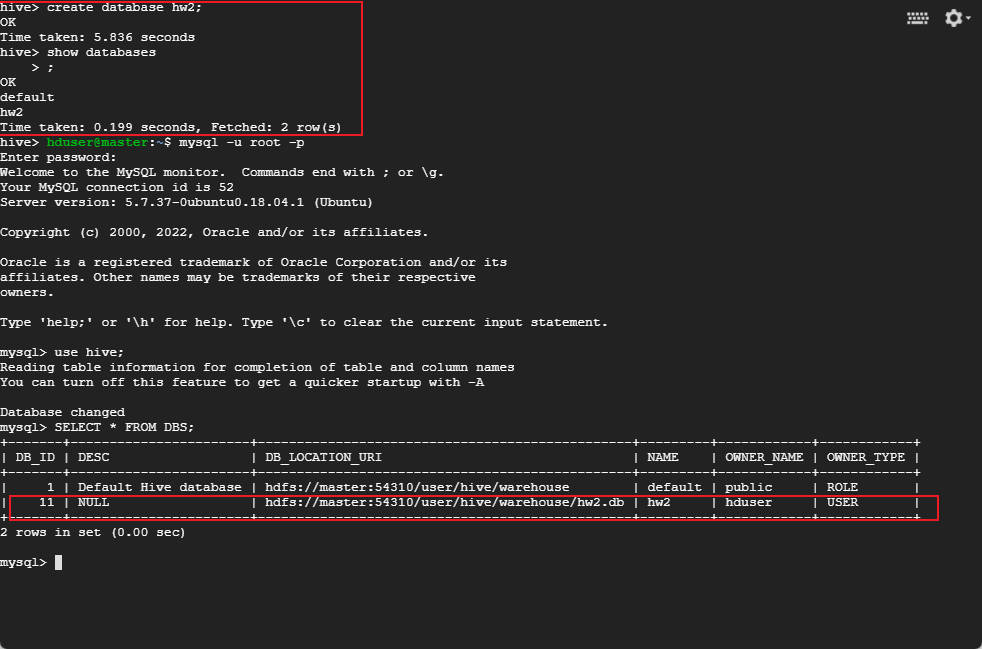 hive> create database hw2;
OK
Time taken: 5.836 seconds
hive> show databases
    > ;
OK
default
hw2
Time taken: 0.199 seconds, Fetched: 2 row(s)
hive> hduser@master:~$ mysql -u root -p
Enter password:
Welcome to the MySQL monitor.  Commands end with ; or \g.
Your MySQL connection id is 52
Server version: 5.7.37-0ubuntu0.18.04.1 (Ubuntu)
Copyright (c) 2000, 2022, Oracle and/or its affiliates.
Oracle is a registered trademark of Oracle Corporation and/or its
affiliates. Other names may be trademarks of their respective
owners.
Type 'help;' or '\h' for help. Type '\c' to clear the current input statement.
mysql> use hive;
Reading table information for completion of table and column names
You can turn off this feature to get a quicker startup with -A
Database changed
mysql> SELECT * FROM DBS;
+-------+-----------------------+------------------------------------------------+---------+------------+------------+
| DB_ID | DESC                  | DB_LOCATION_URI                                | NAME    | OWNER_NAME | OWNER_TYPE |
+-------+-----------------------+------------------------------------------------+---------+------------+------------+
|     1 | Default Hive database | hdfs://master:54310/user/hive/warehouse        | default | public     | ROLE       |
|    11 | NULL                  | hdfs://master:54310/user/hive/warehouse/hw2.db | hw2     | hduser     | USER       |
+-------+-----------------------+------------------------------------------------+---------+------------+------------+
2 rows in set (0.00 sec)
mysql>